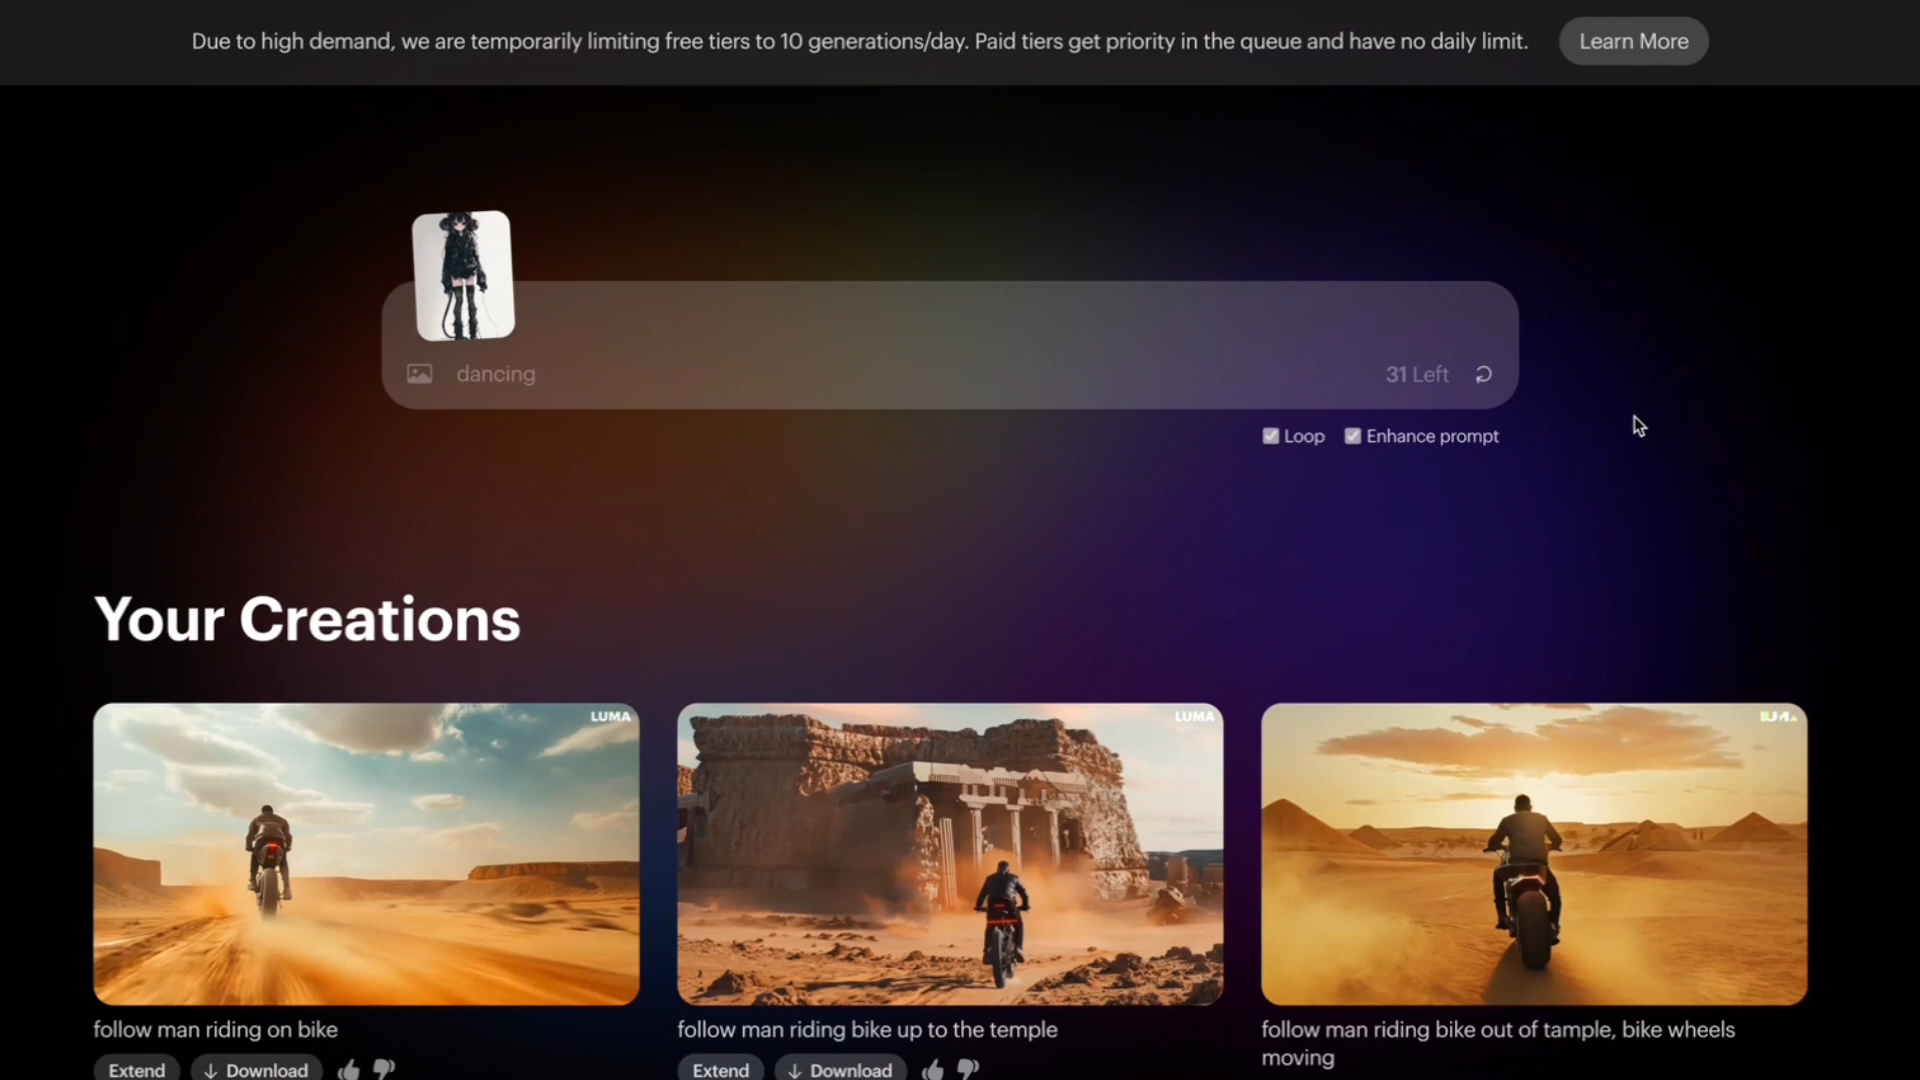 Due to high demand, we are temporarily limiting free tiers to 10 generations/day. Paid tiers get priority in the queue and have no daily limit. Learn More
dancing 31 Left
Loop Enhance prompt
Your Creations
LUMA LUMA
follow man riding on bike
Extend Download
follow man riding bike up to the temple
Extend Download
follow man riding bike out of tample, bike wheels
moving